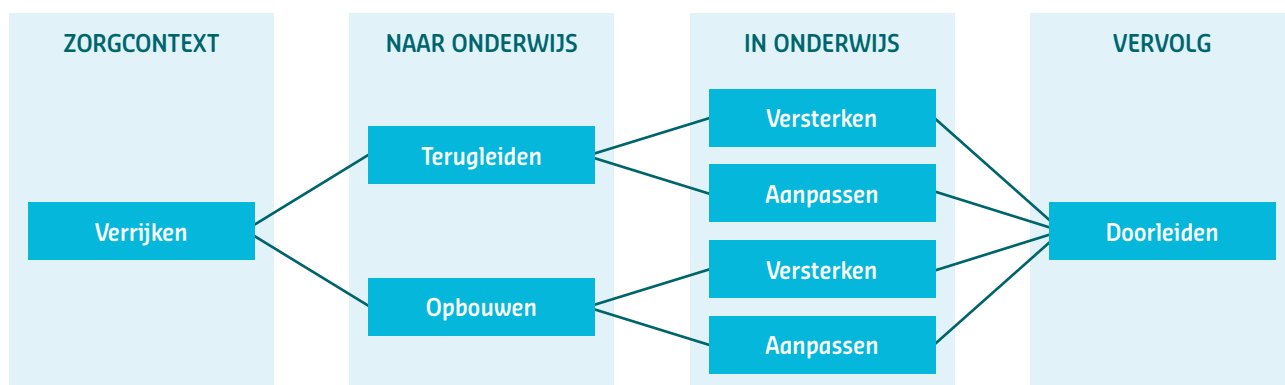 ZORGCONTEXT
NAAR ONDERWIJS
IN ONDERWIJS
VERVOLG
Verrijken
Terugleiden
Opbouwen
Versterken
Aanpassen
Versterken
Aanpassen
Doorleiden